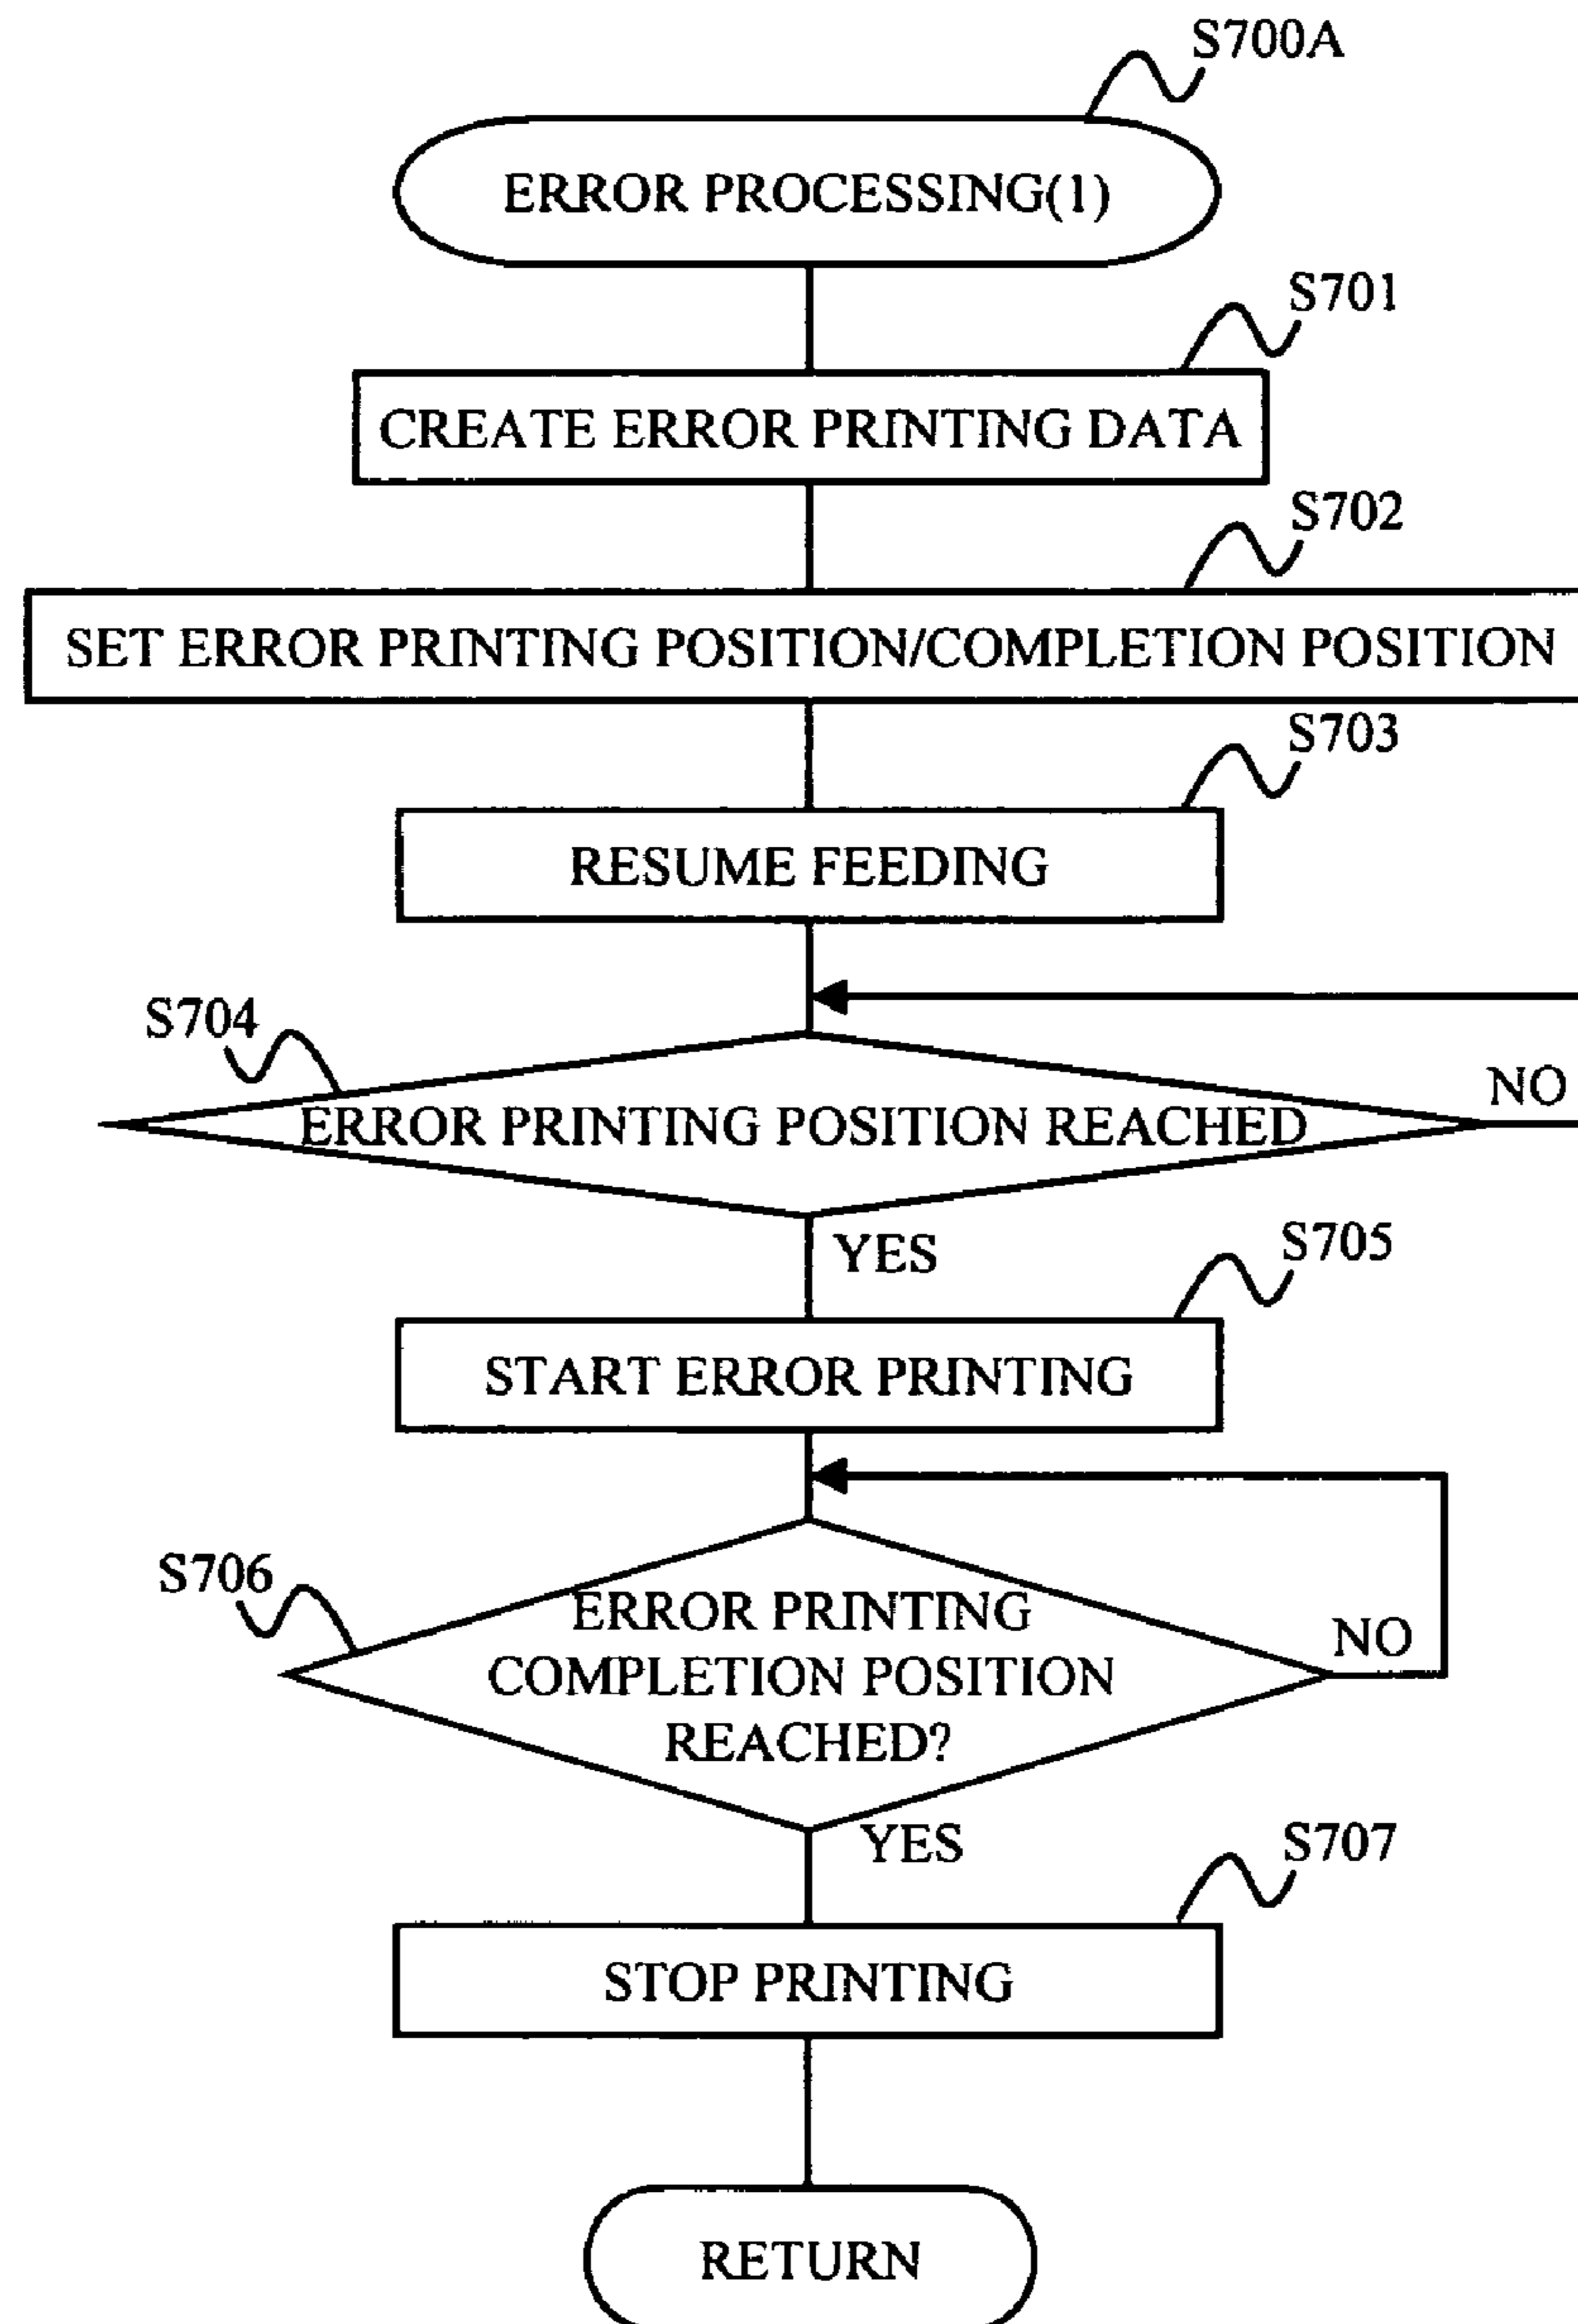 S700A
ERROR PROCESSING(1)
S701
CREATE ERROR PRINTING DATA
S702
SET ERROR PRINTING POSITION/COMPLETION POSITION
S703
RESUME FEEDING
S704
NO
ERROR PRINTING POSITION REACHED
YES
S705
START ERROR PRINTING
S706
ERROR PRINTING
COMPLETION POSITION
REACHED?
NO
YES
S707
STOP PRINTING
RETURN